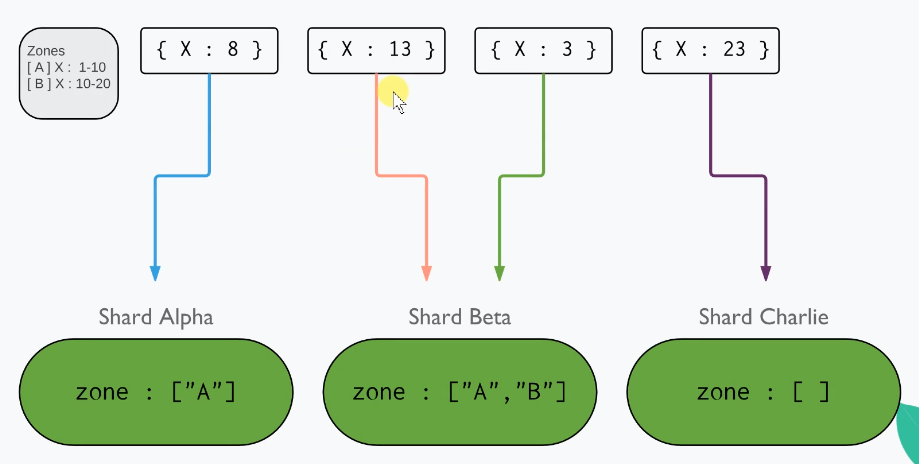 Zones
[ A ] X : 1-10
[ B ] X : 10-20
{ X : 8 }
{ X : 13 }
{ X : 3 }
{ X : 23 }
Shard Alpha
Shard Beta
Shard Charlie
zone : ["A"]
zone : ["A","B"]
zone : [ ]